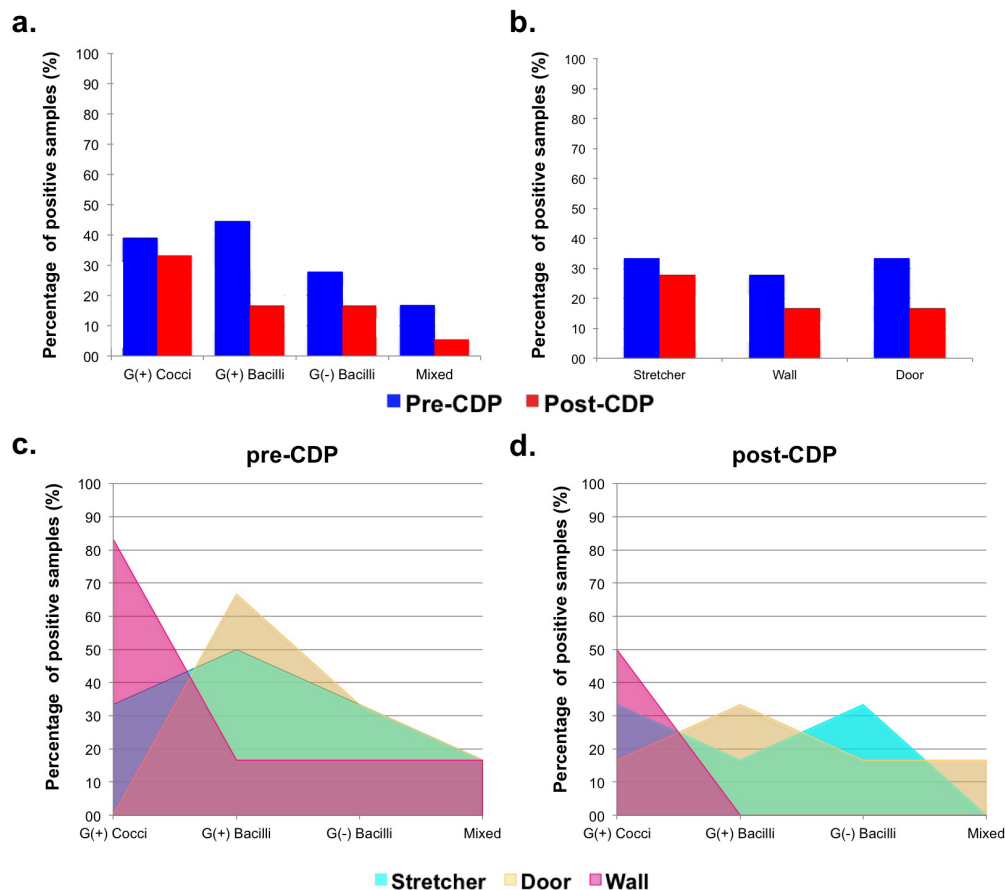 a.
Percentage of positive samples (%)
100
90
80
70
60
50
40
30
20
10
00
G(+) Cocci G(+) Bacilli G(-) Bacilli Mixed
b.
Percentage of positive samples (%)
100
90
80
70
60
50
40
30
20
10
00
Stretcher Wall Door
Pre-CDP Post-CDP
c.
pre-CDP
Percentage of positive samples (%)
100
90
80
70
60
50
40
30
20
10
00
G(+) Cocci G(+) Bacilli G(-) Bacilli Mixed
d.
post-CDP
Percentage of positive samples (%)
100
90
80
70
60
50
40
30
20
10
00
G(+) Cocci G(+) Bacilli G(-) Bacilli Mixed
Stretcher Door Wall